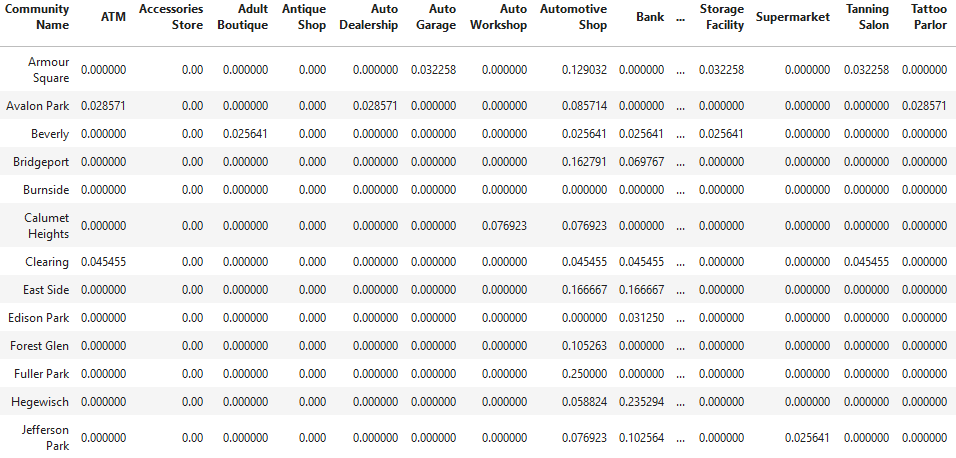 Community Name ATM Accessories Store Adult Boutique Antique Shop Auto Dealership Auto Garage Auto Workshop Automotive Shop Bank ... Storage Facility Supermarket Tanning Salon Tattoo Parlor
Armour Square 0.000000 0.00 0.000000 0.000 0.000000 0.032258 0.000000 0.129032 0.000000 ... 0.032258 0.000000 0.032258 0.000000
Avalon Park 0.028571 0.00 0.000000 0.000 0.028571 0.000000 0.000000 0.085714 0.000000 ... 0.000000 0.000000 0.000000 0.028571
Beverly 0.000000 0.00 0.025641 0.000 0.000000 0.000000 0.000000 0.025641 0.025641 ... 0.025641 0.000000 0.000000 0.000000
Bridgeport 0.000000 0.00 0.000000 0.000 0.000000 0.000000 0.000000 0.162791 0.069767 ... 0.000000 0.000000 0.000000 0.000000
Burnside 0.000000 0.00 0.000000 0.000 0.000000 0.000000 0.000000 0.000000 0.000000 ... 0.000000 0.000000 0.000000 0.000000
Calumet Heights 0.000000 0.00 0.000000 0.000 0.000000 0.000000 0.076923 0.076923 0.000000 ... 0.000000 0.000000 0.000000 0.000000
Clearing 0.045455 0.00 0.000000 0.000 0.000000 0.000000 0.000000 0.045455 0.045455 ... 0.000000 0.000000 0.045455 0.000000
East Side 0.000000 0.00 0.000000 0.000 0.000000 0.000000 0.000000 0.166667 0.166667 ... 0.000000 0.000000 0.000000 0.000000
Edison Park 0.000000 0.00 0.000000 0.000 0.000000 0.000000 0.000000 0.000000 0.031250 ... 0.000000 0.000000 0.000000 0.000000
Forest Glen 0.000000 0.00 0.000000 0.000 0.000000 0.000000 0.000000 0.105263 0.000000 ... 0.000000 0.000000 0.000000 0.000000
Fuller Park 0.000000 0.00 0.000000 0.000 0.000000 0.000000 0.000000 0.250000 0.000000 ... 0.000000 0.000000 0.000000 0.000000
Hegewisch 0.000000 0.00 0.000000 0.000 0.000000 0.000000 0.000000 0.058824 0.235294 ... 0.000000 0.000000 0.000000 0.000000
Jefferson Park 0.000000 0.00 0.000000 0.000 0.000000 0.000000 0.000000 0.076923 0.102564 ... 0.000000 0.025641 0.000000 0.000000